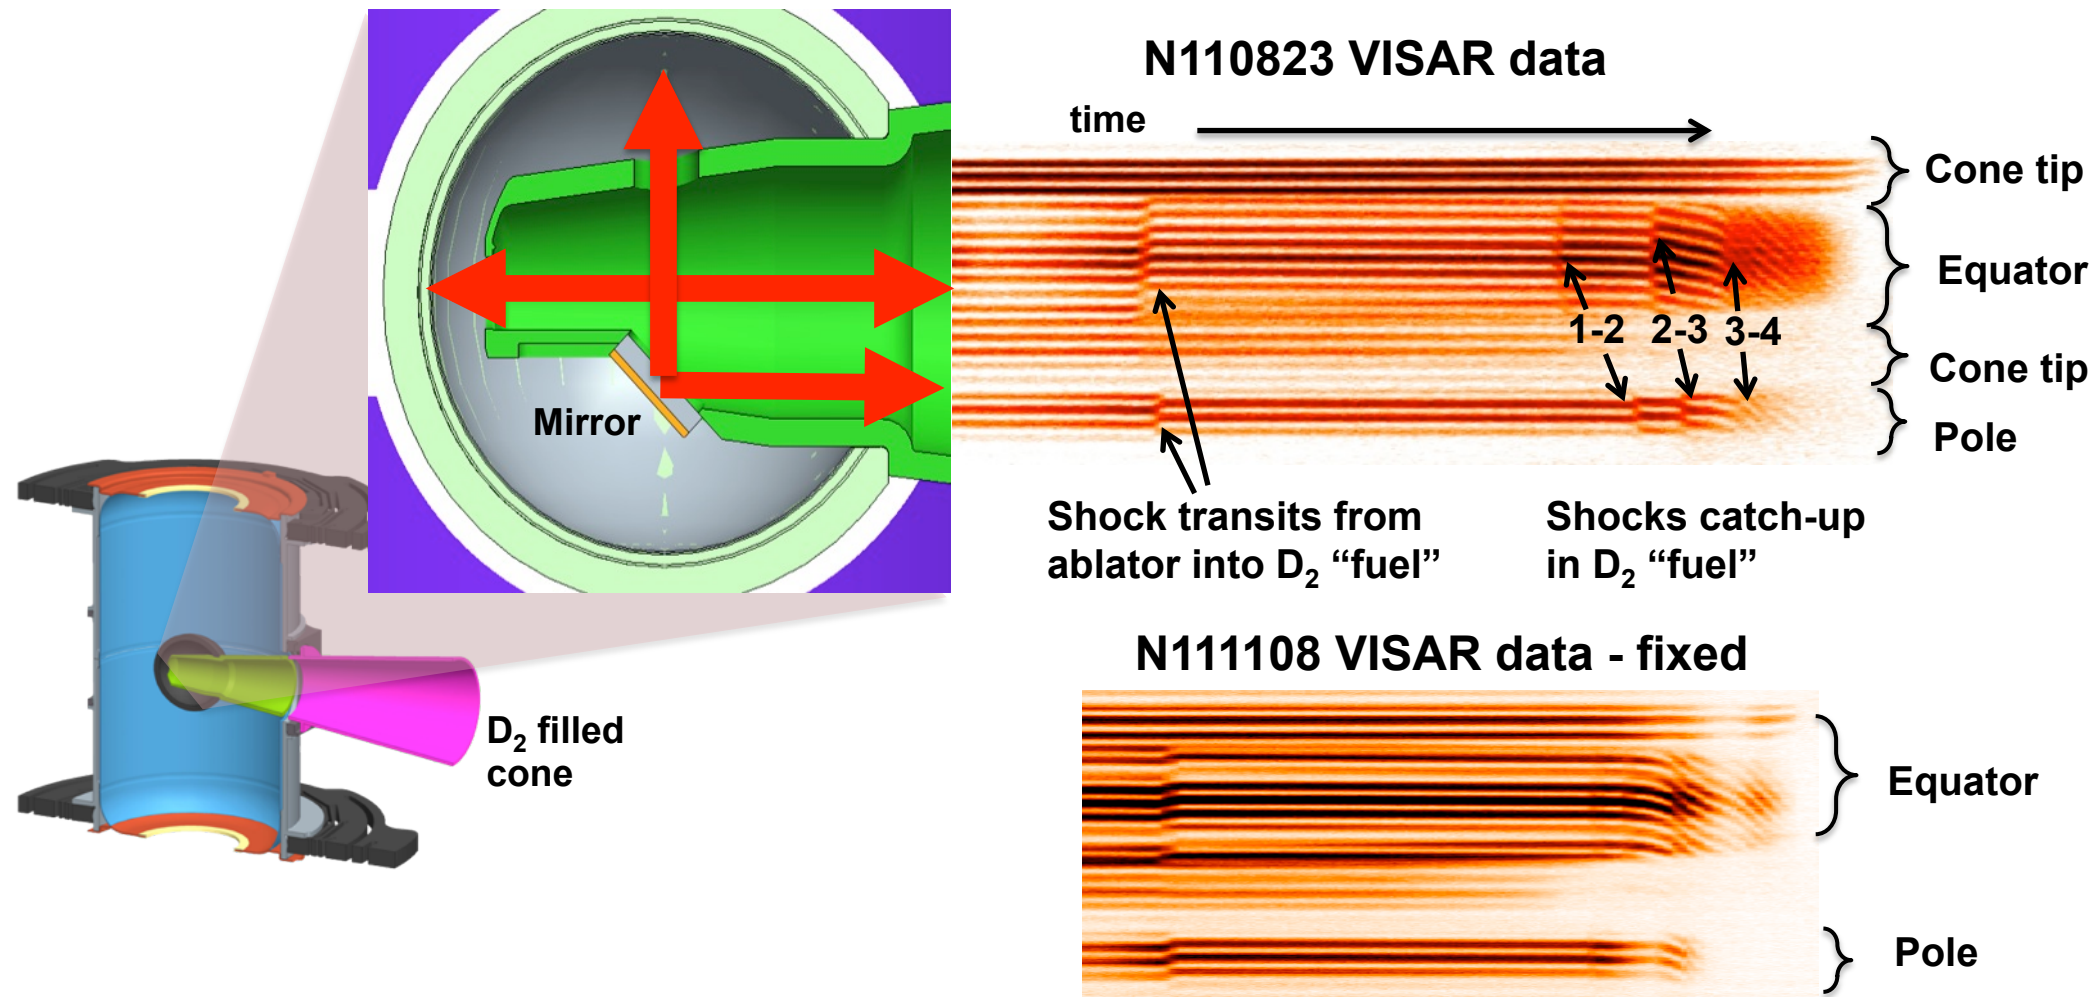 N110823 VISAR data
time
Cone tip
Equator
1-2 2-3 3-4
Cone tip
Mirror
Pole
Shock transits from
ablator into D₂ “fuel”
Shocks catch-up
in D₂ “fuel”
N111108 VISAR data - fixed
D₂ filled
cone
Equator
Pole